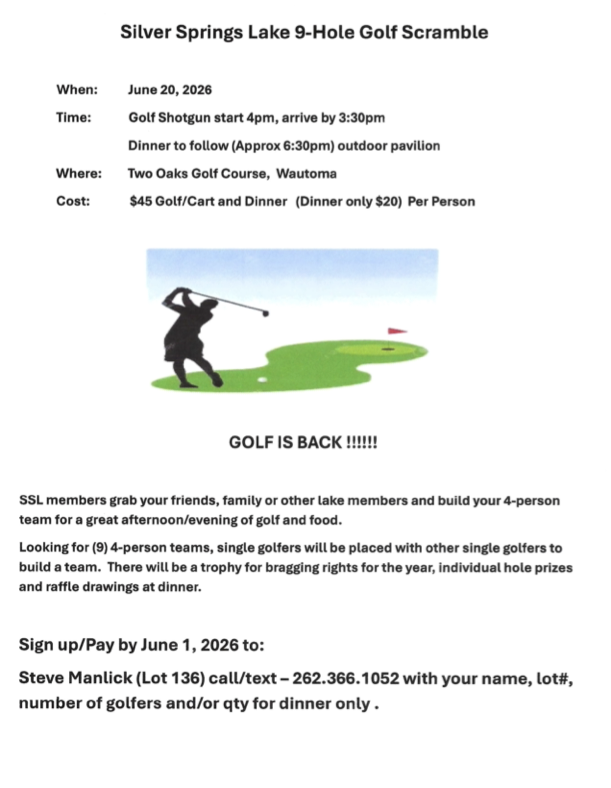 Silver Springs Lake 9-Hole Golf Scramble
When: June 20, 2026
Time: Golf Shotgun start 4pm, arrive by 3:30pm
Dinner to follow (Approx 6:30pm) outdoor pavilion
Where: Two Oaks Golf Course, Wautoma
Cost: $45 Golf/Cart and Dinner (Dinner only $20) Per Person
GOLF IS BACK !!!!!!
SSL members grab your friends, family or other lake members and build your 4-person
team for a great afternoon/evening of golf and food.
Looking for (9) 4-person teams, single golfers will be placed with other single golfers to
build a team. There will be a trophy for bragging rights for the year, individual hole prizes
and raffle drawings at dinner.
Sign up/Pay by June 1, 2026 to:
Steve Manlick (Lot 136) call/text – 262.366.1052 with your name, lot#,
number of golfers and/or qty for dinner only .